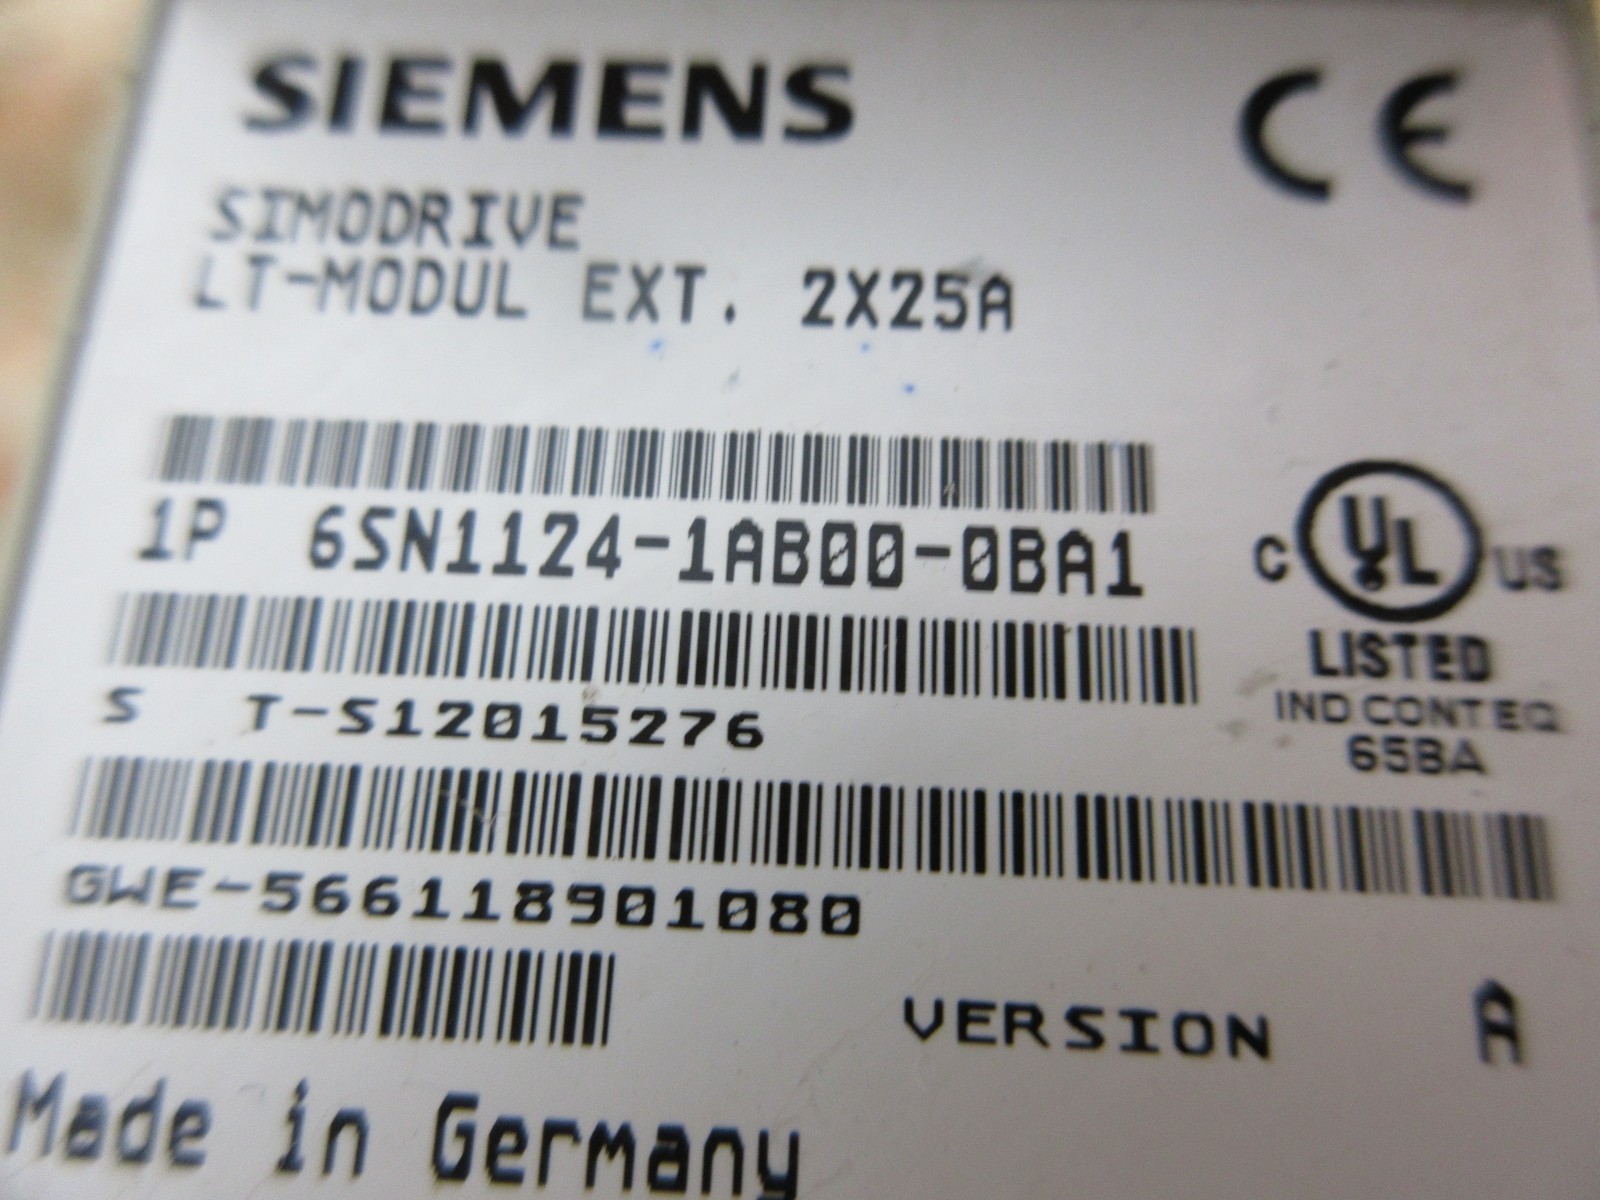 SIEMENS
CE
SIMODRIVE
LT-MODUL EXT. 2X25A
1P 6SN1124-1AB00-0BA1
C UL US
LISTED
IND CONT EQ
65BA
S T-S12015276
GWE-566118901080
VERSION A
Made in Germany